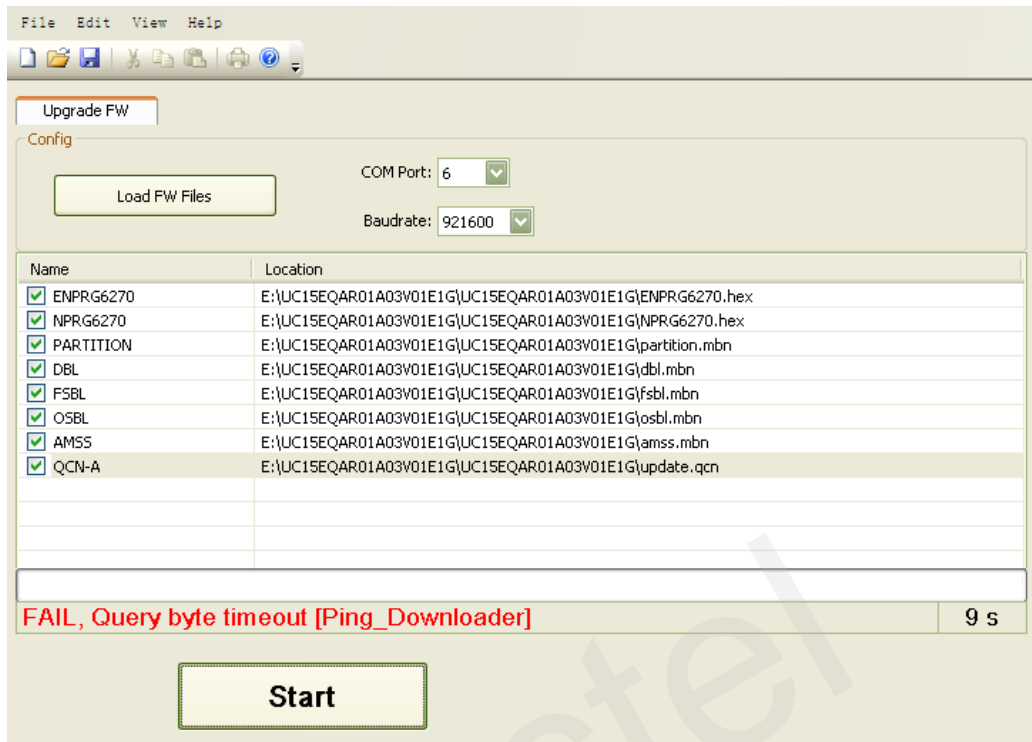 File Edit View Help
Upgrade FW
Config
Load FW Files
COM Port: 6
Baudrate: 921600
Name Location
ENPRG6270 E:\UC15EQAR01A03V01E1G\UC15EQAR01A03V01E1G\ENPRG6270.hex
NPRG6270 E:\UC15EQAR01A03V01E1G\UC15EQAR01A03V01E1G\NPRG6270.hex
PARTITION E:\UC15EQAR01A03V01E1G\UC15EQAR01A03V01E1G\partition.mbn
DBL E:\UC15EQAR01A03V01E1G\UC15EQAR01A03V01E1G\dbl.mbn
FSBL E:\UC15EQAR01A03V01E1G\UC15EQAR01A03V01E1G\fsbl.mbn
OSBL E:\UC15EQAR01A03V01E1G\UC15EQAR01A03V01E1G\osbl.mbn
AMSS E:\UC15EQAR01A03V01E1G\UC15EQAR01A03V01E1G\amss.mbn
QCN-A E:\UC15EQAR01A03V01E1G\UC15EQAR01A03V01E1G\update.qcn
FAIL, Query byte timeout [Ping_Downloader] 9 s
Start